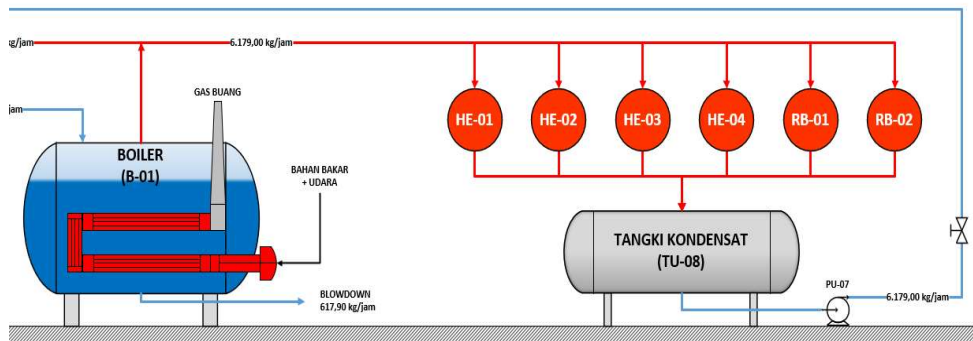 kg/jam
6.179,00 kg/jam
GAS BUANG
/jam
HE-01
HE-02
HE-03
HE-04
RB-01
RB-02
BOILER
(B-01)
BAHAN BAKAR
+ UDARA
TANGKI KONDENSAT
(TU-08)
PU-07
6.179,00 kg/jam
BLOWDOWN
617,90 kg/jam